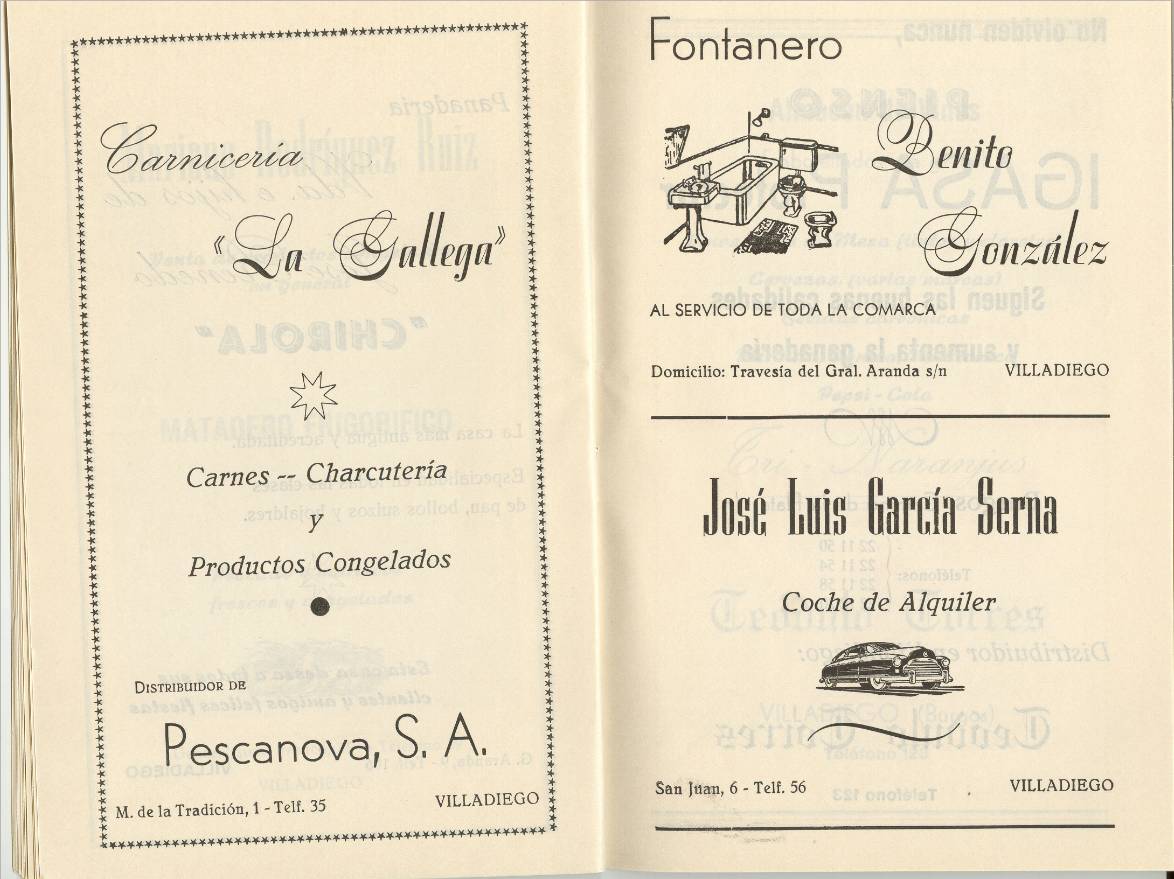 Carnicería
«La Gallega»
Carnes -- Charcutería
y
Productos Congelados
DISTRIBUIDOR DE
Pescanova, S. A.
M. de la Tradición, 1 - Telf. 35 VILLADIEGO
Fontanero
Benito
González
AL SERVICIO DE TODA LA COMARCA
Domicilio: Travesía del Gral. Aranda s/n VILLADIEGO
José Luis García Serna
Coche de Alquiler
San Juan, 6 - Telf. 56 VILLADIEGO